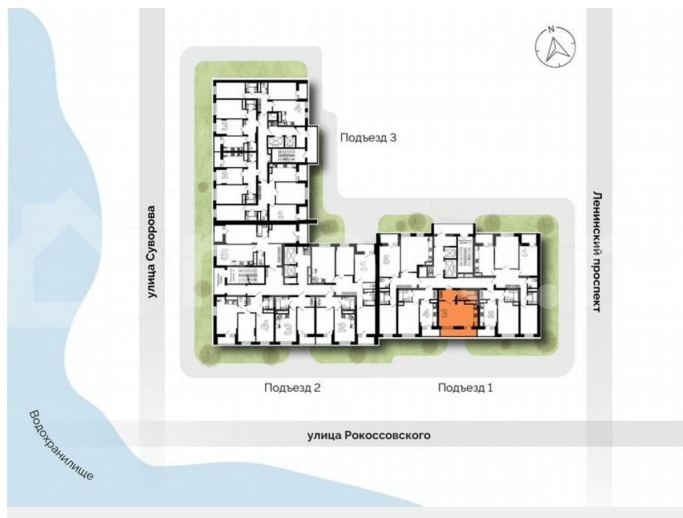 N
Подъезд 3
улица Суворова
Ленинский проспект
Подъезд 2
Подъезд 1
улица Рокоссовского
Водохранилище